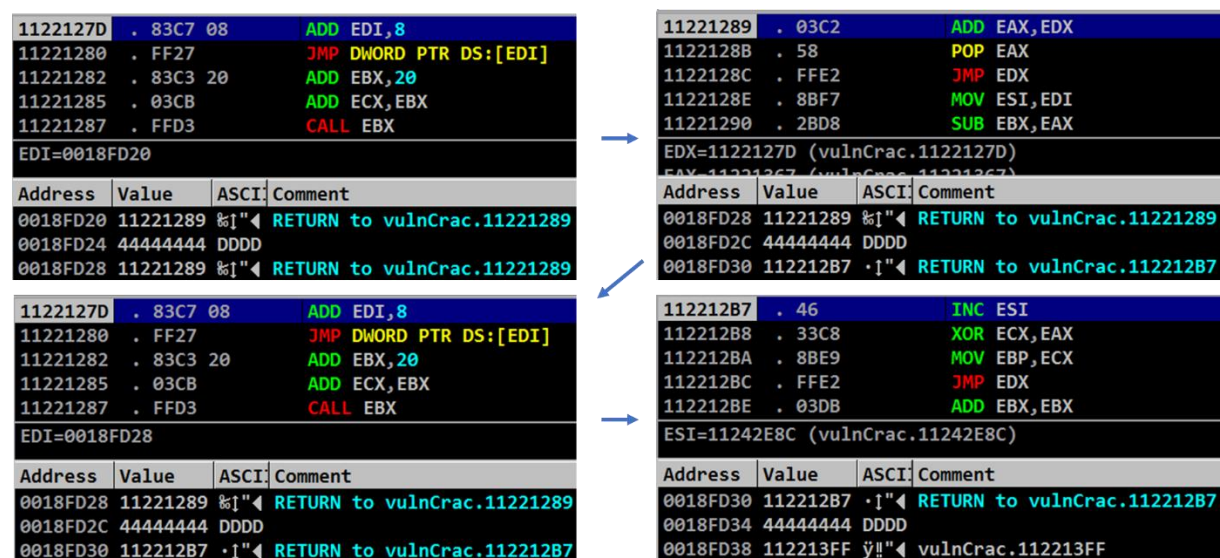 1122127D . 83C7 08 ADD EDI,8
11221280 . FF27 JMP DWORD PTR DS:[EDI]
11221282 . 83C3 20 ADD EBX,20
11221285 . 03CB ADD ECX,EBX
11221287 . FFD3 CALL EBX
EDI=0018FD20
Address Value ASCI Comment
0018FD20 11221289 ‰↕"◄ RETURN to vulnCrac.11221289
0018FD24 44444444 DDDD
0018FD28 11221289 ‰↕"◄ RETURN to vulnCrac.11221289
11221289 . 03C2 ADD EAX,EDX
1122128B . 58 POP EAX
1122128C . FFE2 JMP EDX
1122128E . 8BF7 MOV ESI,EDI
11221290 . 2BD8 SUB EBX,EAX
EDX=1122127D (vulnCrac.1122127D)
EAX=11221367 (vulnCrac.11221367)
Address Value ASCI Comment
0018FD28 11221289 ‰↕"◄ RETURN to vulnCrac.11221289
0018FD2C 44444444 DDDD
0018FD30 112212B7 ·↕"◄ RETURN to vulnCrac.112212B7
1122127D . 83C7 08 ADD EDI,8
11221280 . FF27 JMP DWORD PTR DS:[EDI]
11221282 . 83C3 20 ADD EBX,20
11221285 . 03CB ADD ECX,EBX
11221287 . FFD3 CALL EBX
EDI=0018FD28
Address Value ASCI Comment
0018FD28 11221289 ‰↕"◄ RETURN to vulnCrac.11221289
0018FD2C 44444444 DDDD
0018FD30 112212B7 ·↕"◄ RETURN to vulnCrac.112212B7
112212B7 . 46 INC ESI
112212B8 . 33C8 XOR ECX,EAX
112212BA . 8BE9 MOV EBP,ECX
112212BC . FFE2 JMP EDX
112212BE . 03DB ADD EBX,EBX
ESI=11242E8C (vulnCrac.11242E8C)
Address Value ASCI Comment
0018FD30 112212B7 ·↕"◄ RETURN to vulnCrac.112212B7
0018FD34 44444444 DDDD
0018FD38 112213FF ÿ‼"◄ vulnCrac.112213FF